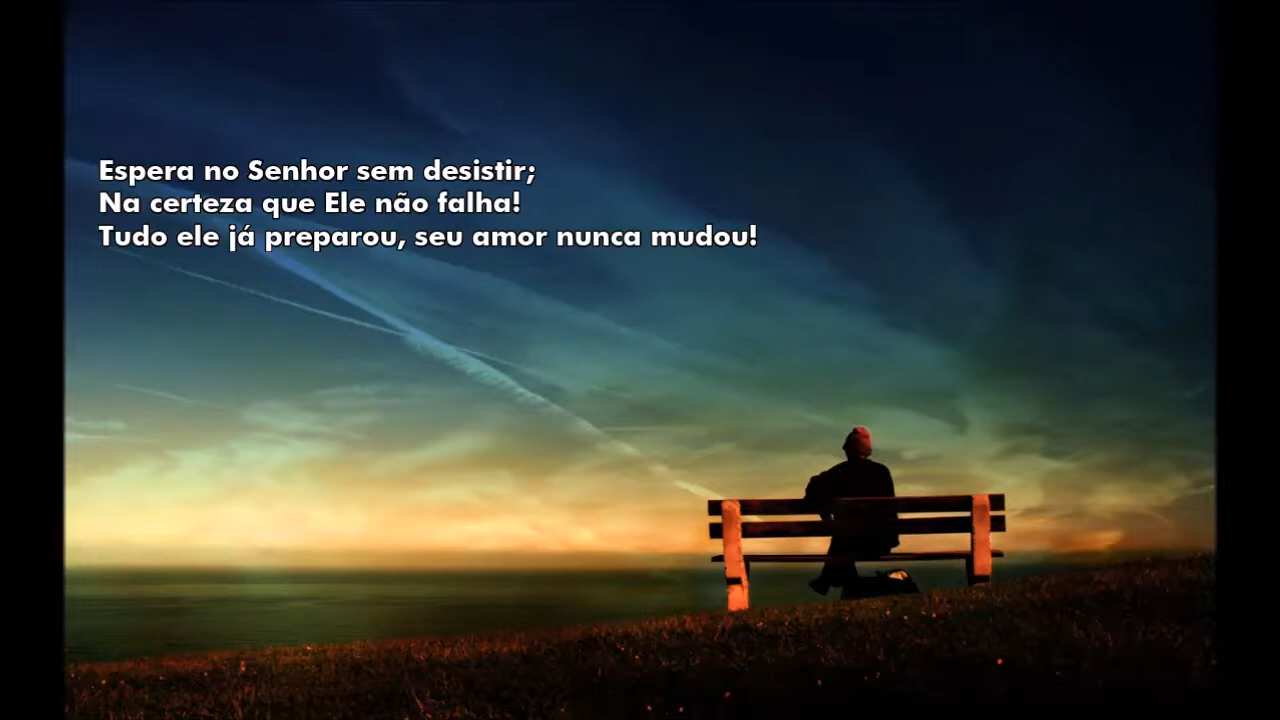 Espera no Senhor sem desistir;
Na certeza que Ele não falha!
Tudo ele já preparou, seu amor nunca mudou!